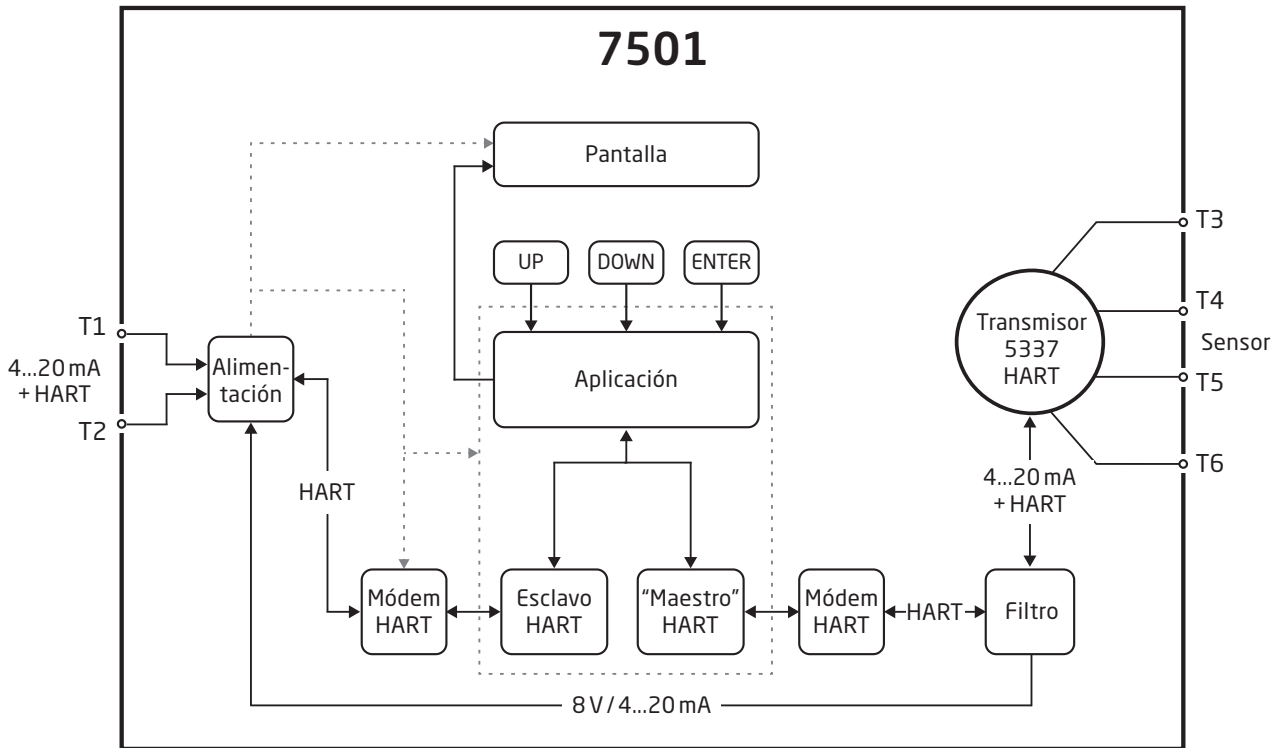 7501
Pantalla
UP
DOWN
ENTER
T1
4...20 mA
+ HART
T2
Alimen-
tación
Aplicación
Transmisor
5337
HART
T3
T4
Sensor
T5
T6
HART
4...20 mA
+ HART
Módem
HART
Esclavo
HART
"Maestro"
HART
Módem
HART
HART
Filtro
8 V / 4...20 mA